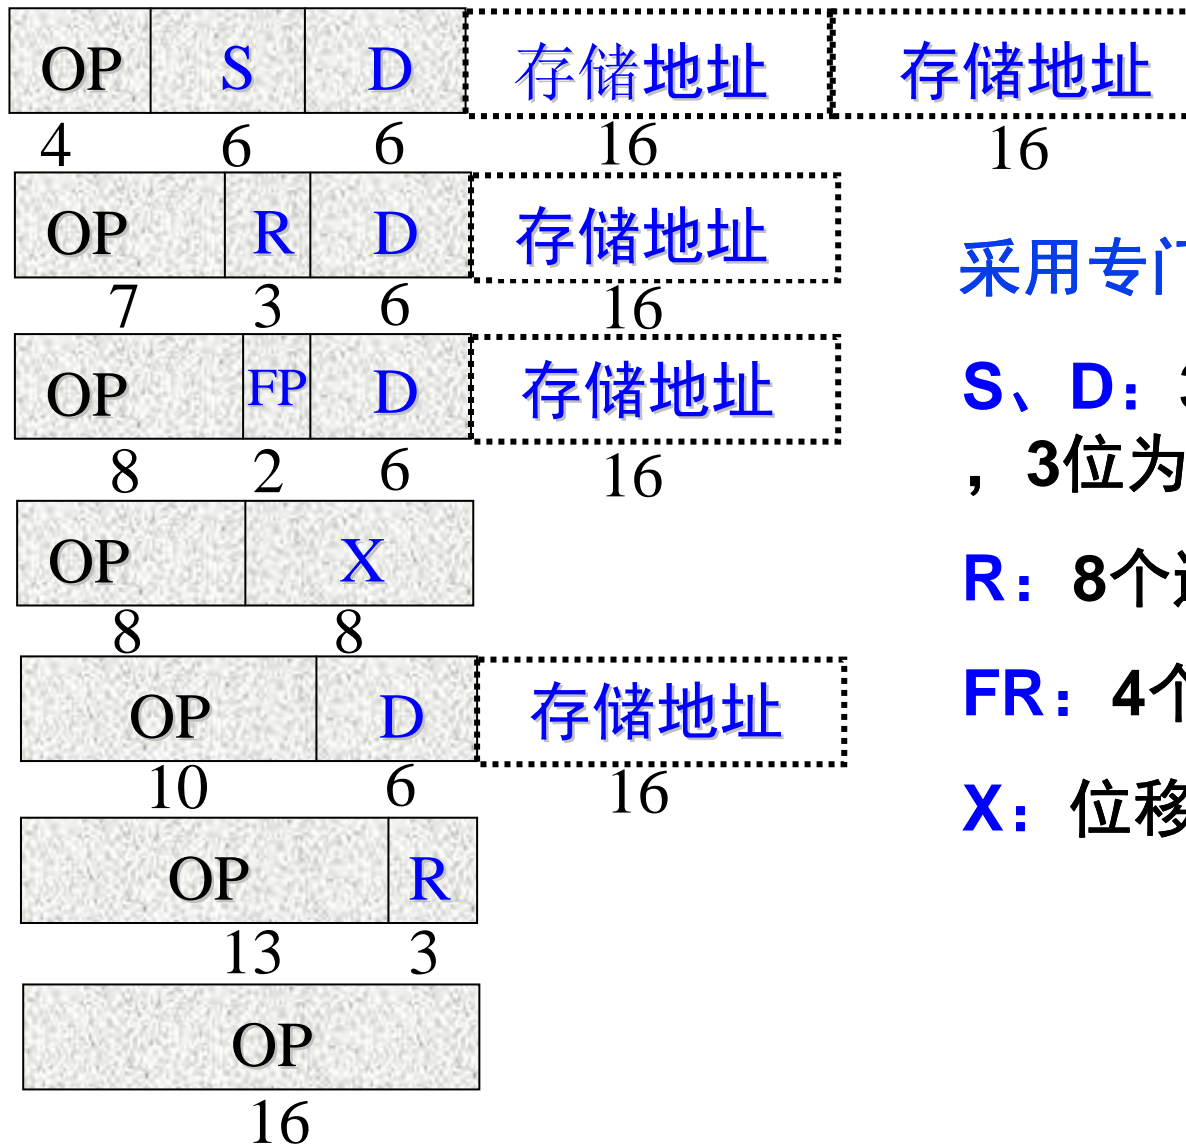 OP S D 存储地址 存储地址
4 6 6 16 16
OP R D 存储地址
7 3 6 16
采用专
OP FP D 存储地址
S、D:
8 2 6 16
,3位为
OP X
R:8个
8 8
OP D 存储地址
FR:4个
10 6 16
X:位移
OP R
13 3
OP
16